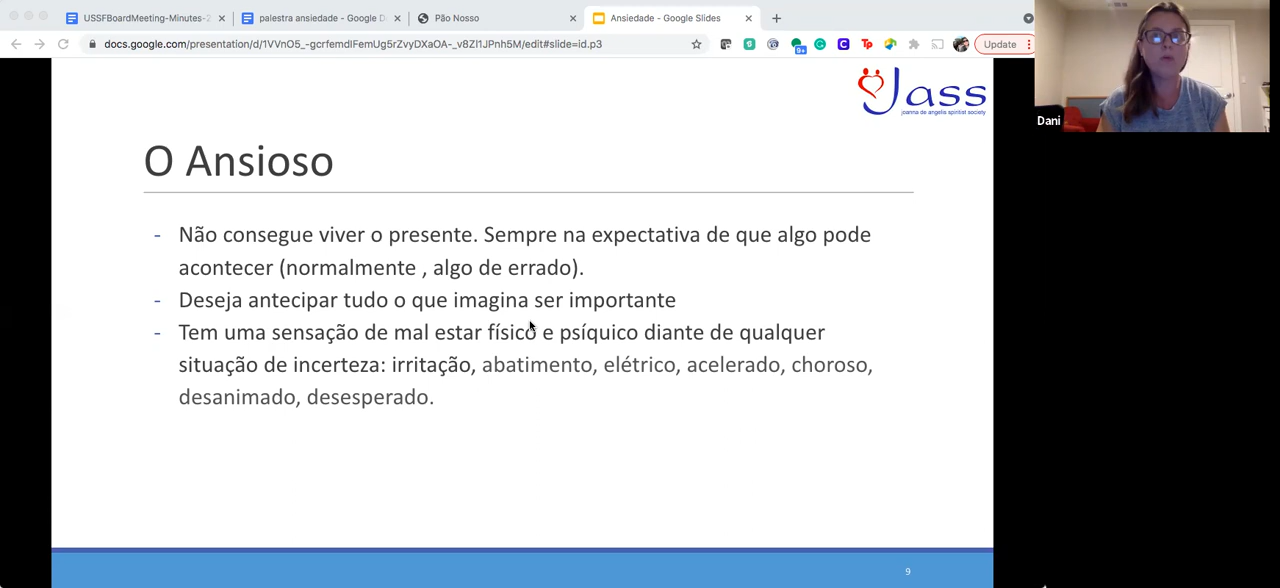 USSFBoardMeeting-Minutes-2
palestra ansiedade - Google D
Pão Nosso
Ansiedade - Google Slides
docs.google.com/presentation/d/1VVnO5_-gcrfemdIFemUg5rZvyDXaOA-_v8ZI1JPnh5M/edit#slide=id.p3
9+
C
Tp
Update
Jass
joanna de angelis spiritist society
Dani
O Ansioso
- Não consegue viver o presente. Sempre na expectativa de que algo pode
acontecer (normalmente , algo de errado).
- Deseja antecipar tudo o que imagina ser importante
- Tem uma sensação de mal estar físico e psíquico diante de qualquer
situação de incerteza: irritação, abatimento, elétrico, acelerado, choroso,
desanimado, desesperado.
9